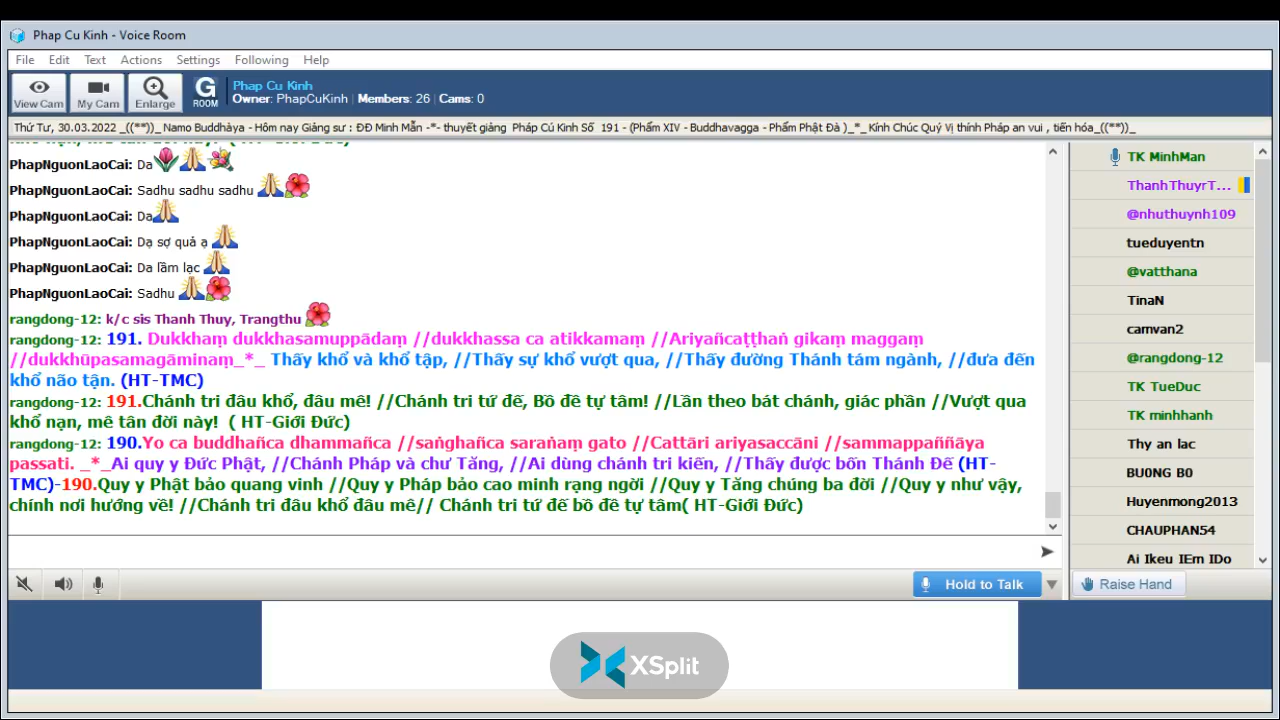 Phap Cu Kinh - Voice Room
File Edit Text Actions Settings Following Help
View Cam My Cam Enlarge G ROOM
Phap Cu Kinh
Owner: PhapCuKinh | Members: 26 | Cams: 0
Thứ Tư, 30.03.2022 _((**))_ Namo Buddhàya - Hôm nay Giảng sư : ĐĐ Minh Mẫn -*- thuyết giảng Pháp Cú Kinh Số 191 - (Phẩm XIV - Buddhavagga - Phẩm Phật Đà )_*_ Kính Chúc Quý Vị thính Pháp an vui , tiến hóa_((**))_
PhapNguonLaoCai: Da
PhapNguonLaoCai: Sadhu sadhu sadhu
PhapNguonLaoCai: Da
PhapNguonLaoCai: Dạ sợ quả ạ
PhapNguonLaoCai: Da lầm lạc
PhapNguonLaoCai: Sadhu
rangdong-12: k/c sis Thanh Thuy, Trangthu
rangdong-12: 191. Dukkhaṃ dukkhasamuppādaṃ //dukkhassa ca atikkamaṃ //Ariyañcaṭṭhaṅ gikaṃ maggaṃ
//dukkhūpasamagāminaṃ_*_ Thấy khổ và khổ tập, //Thấy sự khổ vượt qua, //Thấy đường Thánh tám ngành, //đưa đến
khổ não tận. (HT-TMC)
rangdong-12: 191.Chánh tri đâu khổ, đâu mê! //Chánh tri tứ đế, Bồ đề tự tâm! //Lần theo bát chánh, giác phần //Vượt qua
khổ nạn, mê tân đời này! ( HT-Giới Đức)
rangdong-12: 190.Yo ca buddhañca dhammañca //saṅghañca saraṇaṃ gato //Cattāri ariyasaccāni //sammappaññāya
passati. _*_Ai quy y Đức Phật, //Chánh Pháp và chư Tăng, //Ai dùng chánh tri kiến, //Thấy được bốn Thánh Đế (HT-
TMC)-190.Quy y Phật bảo quang vinh //Quy y Pháp bảo cao minh rạng ngời //Quy y Tăng chúng ba đời //Quy y như vậy,
chính nơi hướng về! //Chánh tri đâu khổ đâu mê// Chánh tri tứ đế bồ đề tự tâm( HT-Giới Đức)
TK MinhMan
ThanhThuyrT...
@nhuthuynh109
tueduyentn
@vatthana
TinaN
camvan2
@rangdong-12
TK TueDuc
TK minhhanh
Thy an lac
BU0NG B0
Huyenmong2013
CHAUPHAN54
Ai Ikeu IEm IDo
Hold to Talk
Raise Hand
XSplit